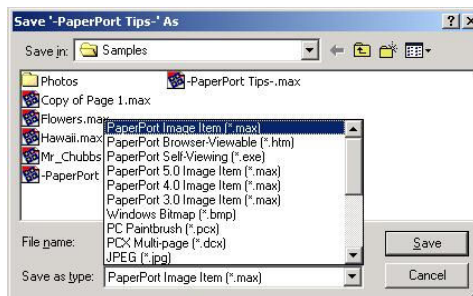 Save '-PaperPort Tips-' As
Save in: Samples
Photos
-PaperPort Tips-.max
Copy of Page 1.max
Flowers.max
Hawaii.max
Mr_Chubbs
-PaperPort
PaperPort Image Item (*.max)
PaperPort Browser-Viewable (*.htm)
PaperPort Self-Viewing (*.exe)
PaperPort 5.0 Image Item (*.max)
PaperPort 4.0 Image Item (*.max)
PaperPort 3.0 Image Item (*.max)
Windows Bitmap (*.bmp)
PC Paintbrush (*.pcx)
PCX Multi-page (*.dcx)
JPEG (*.jpg)
File name:
Save
Save as type: PaperPort Image Item (*.max)
Cancel